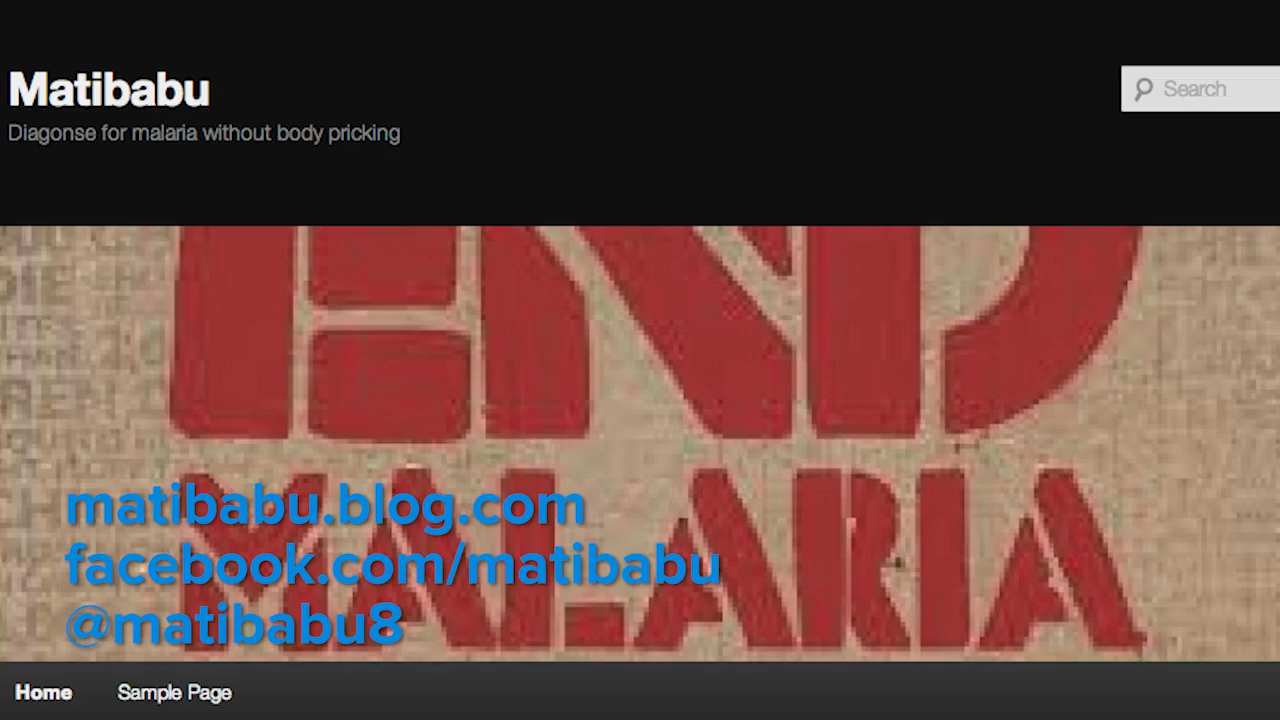 Matibabu
Search
Diagonse for malaria without body pricking
END
MALARIA
matibabu.blog.com
facebook.com/matibabu
@matibabu8
Home
Sample Page